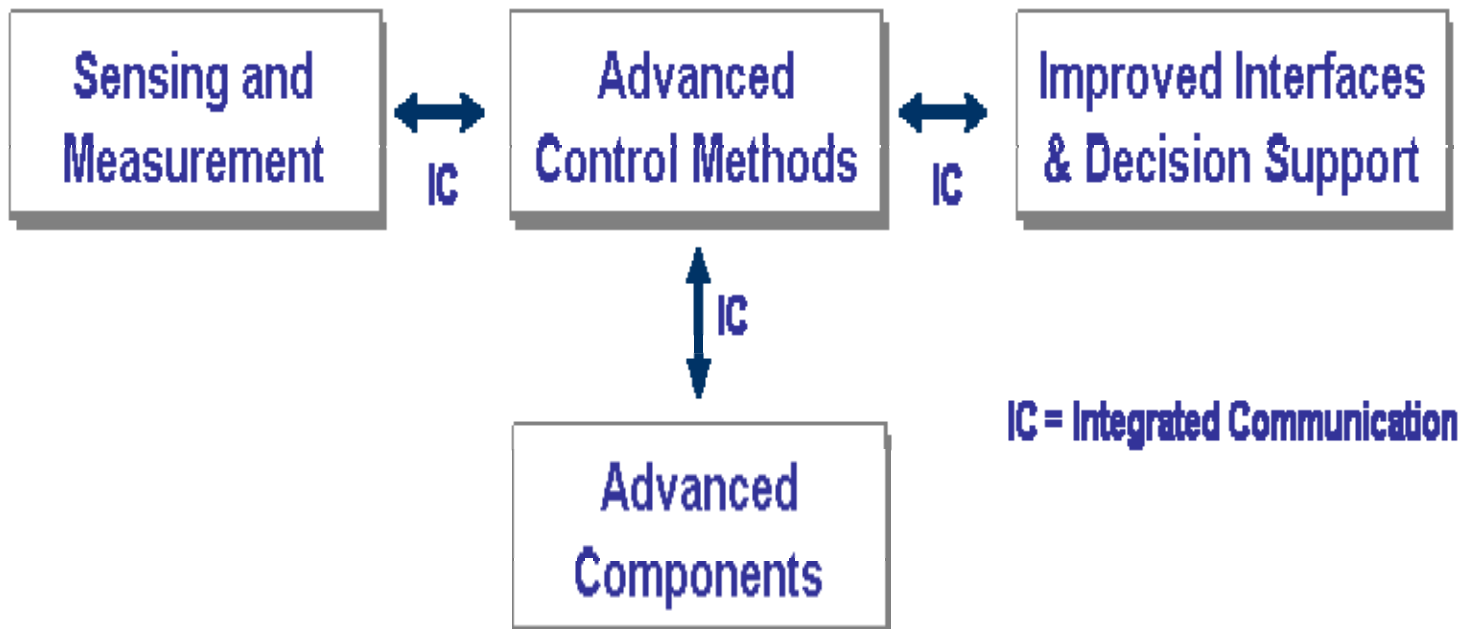 Sensing and
Measurement
IC
Advanced
Control Methods
IC
Improved Interfaces
& Decision Support
IC
IC = Integrated Communication
Advanced
Components